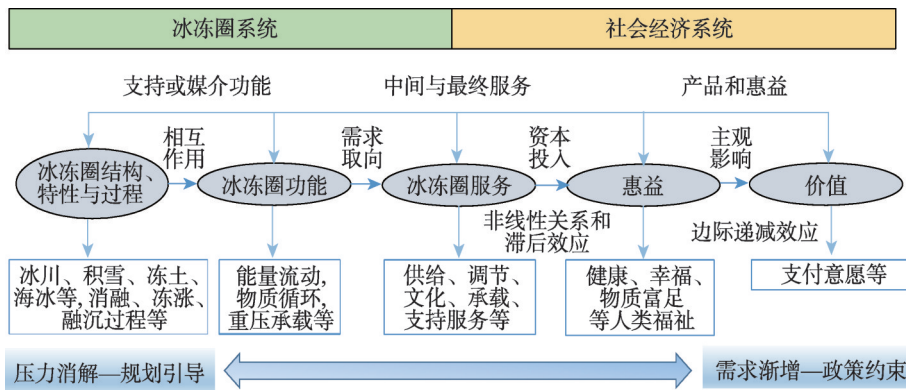 冰冻圈系统
社会经济系统
支持或媒介功能
中间与最终服务
产品和惠益
相互
作用
需求
取向
资本
投入
主观
影响
冰冻圈结构、
特性与过程
冰冻圈功能
冰冻圈服务
惠益
价值
非线性关系和
滞后效应
边际递减效应
冰川、积雪、冻土、
海冰等,消融、冻涨、
融沉过程等
能量流动,
物质循环,
重压承载等
供给、调节、
文化、承载、
支持服务等
健康、幸福、
物质富足
等人类福祉
支付意愿等
压力消解—规划引导
需求渐增—政策约束